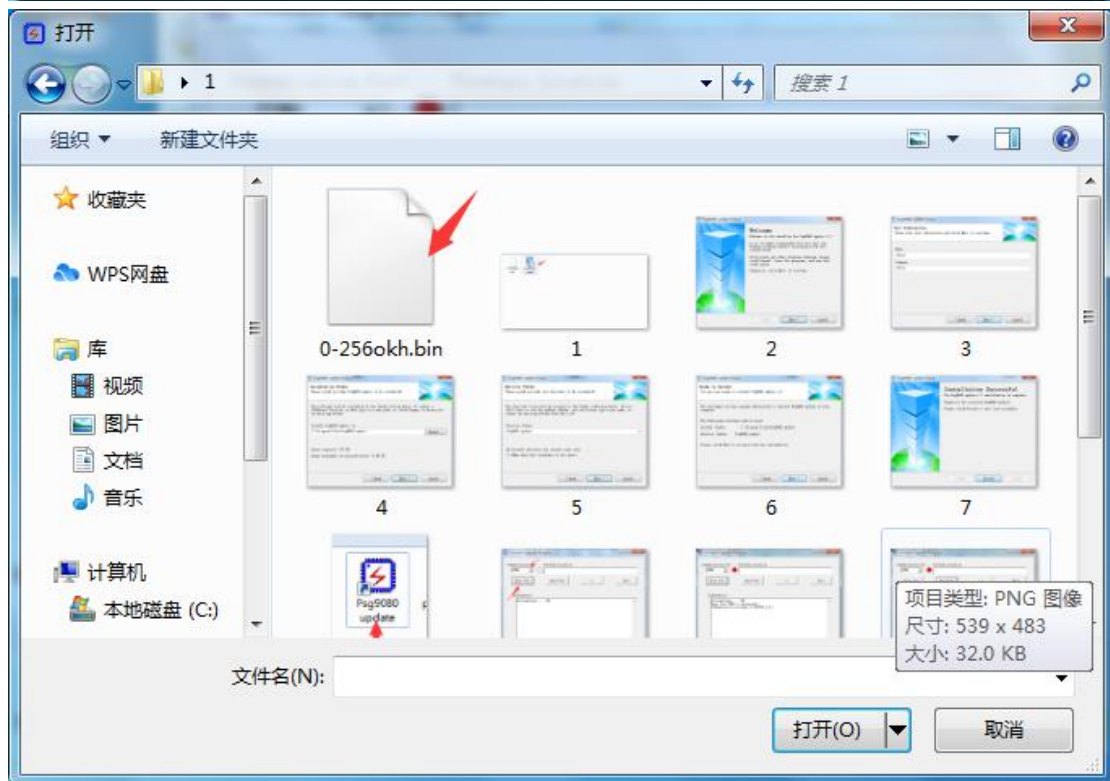 打开
1
搜索 1
组织
新建文件夹
收藏夹
WPS网盘
库
视频
图片
文档
音乐
计算机
本地磁盘 (C:)
0-256okh.bin
1
2
3
4
5
6
7
Psg9080
update
项目类型: PNG 图像
尺寸: 539 x 483
大小: 32.0 KB
文件名(N):
打开(O)
取消